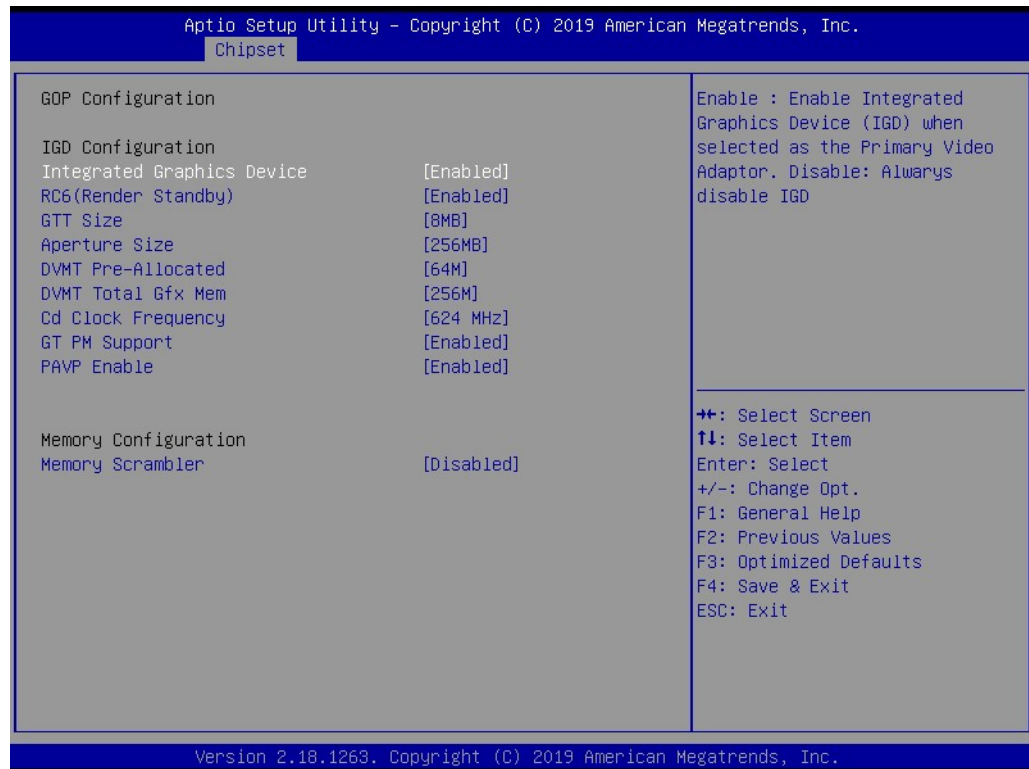 Aptio Setup Utility – Copyright (C) 2019 American Megatrends, Inc.
Chipset
GOP Configuration
IGD Configuration
Integrated Graphics Device [Enabled]
RC6(Render Standby) [Enabled]
GTT Size [8MB]
Aperture Size [256MB]
DVMT Pre-Allocated [64M]
DVMT Total Gfx Mem [256M]
Cd Clock Frequency [624 MHz]
GT PM Support [Enabled]
PAVP Enable [Enabled]
Memory Configuration
Memory Scrambler [Disabled]
Enable : Enable Integrated
Graphics Device (IGD) when
selected as the Primary Video
Adaptor. Disable: Alwarys
disable IGD
→←: Select Screen
↑↓: Select Item
Enter: Select
+/-: Change Opt.
F1: General Help
F2: Previous Values
F3: Optimized Defaults
F4: Save & Exit
ESC: Exit
Version 2.18.1263. Copyright (C) 2019 American Megatrends, Inc.